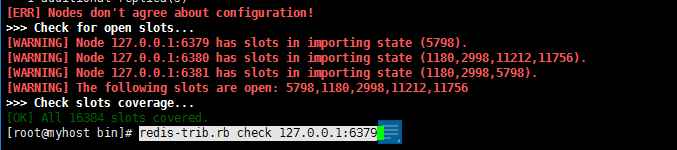 1 additional replica(s)
[ERR] Nodes don't agree about configuration!
>>> Check for open slots...
[WARNING] Node 127.0.0.1:6379 has slots in importing state (5798).
[WARNING] Node 127.0.0.1:6380 has slots in importing state (1180,2998,11212,11756).
[WARNING] Node 127.0.0.1:6381 has slots in importing state (1180,2998,5798).
[WARNING] The following slots are open: 5798,1180,2998,11212,11756
>>> Check slots coverage...
[OK] All 16384 slots covered.
[root@myhost bin]# redis-trib.rb check 127.0.0.1:6379